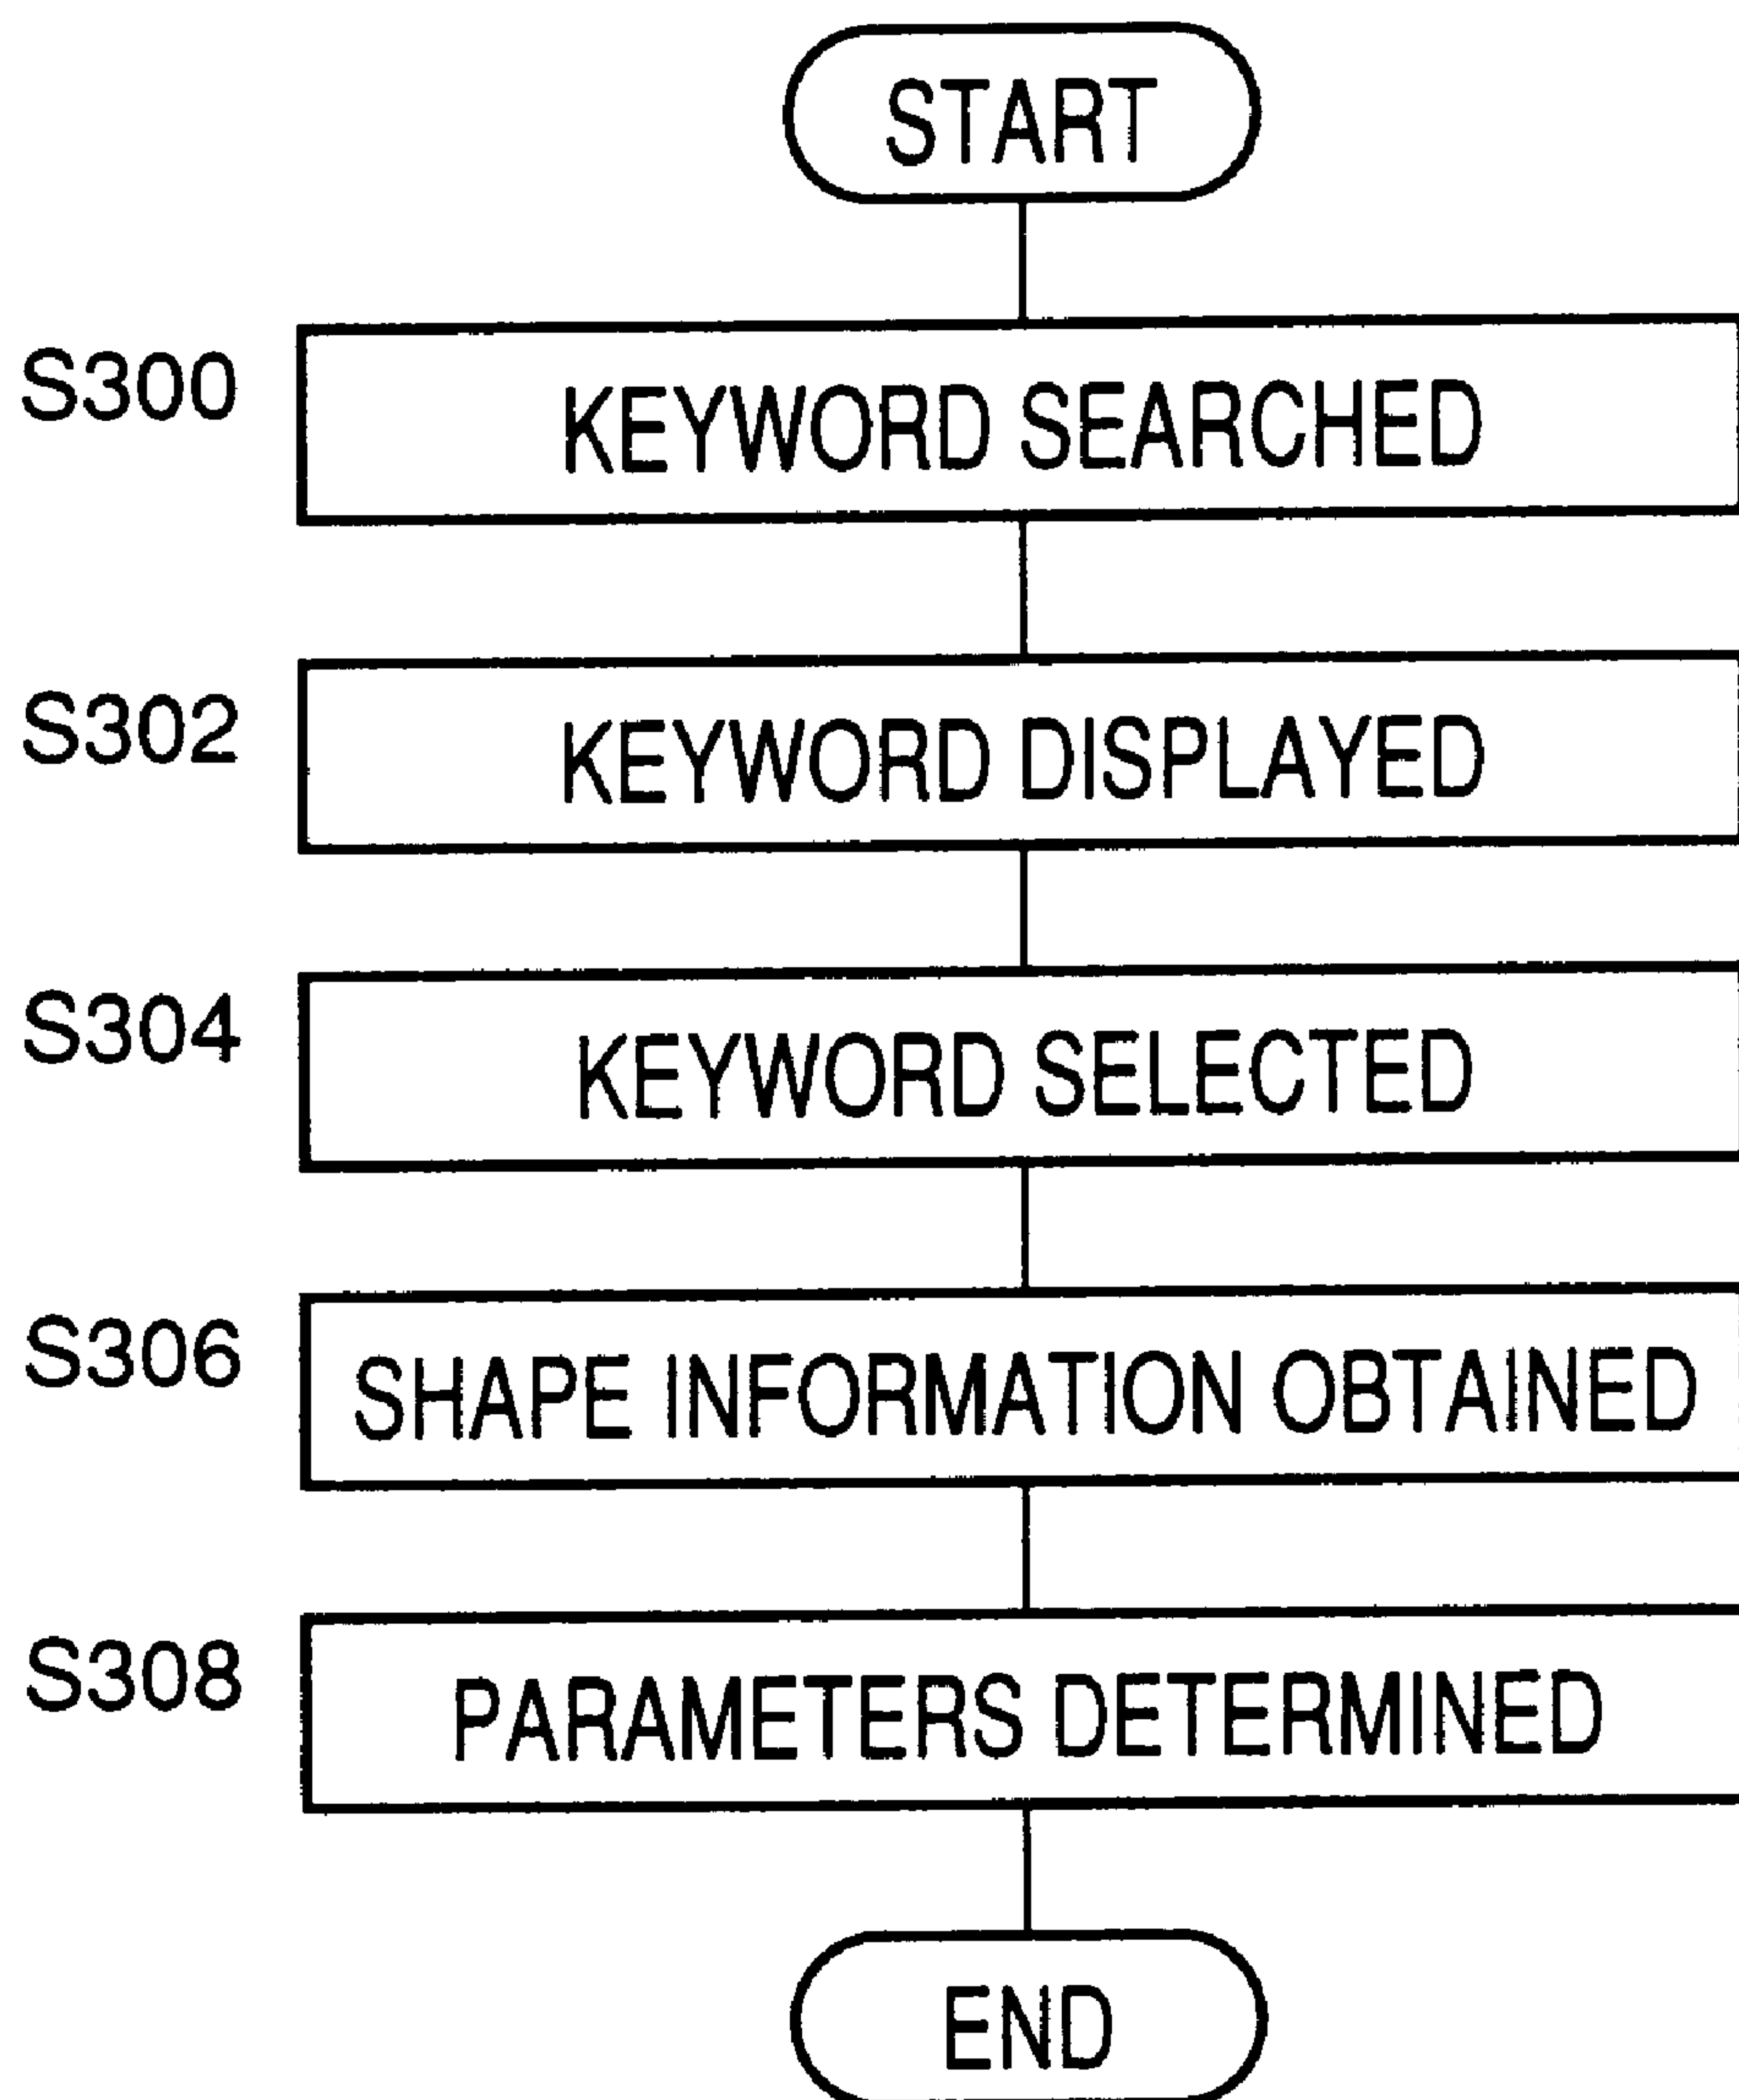 START
S300
KEYWORD SEARCHED
S302
KEYWORD DISPLAYED
S304
KEYWORD SELECTED
S306
SHAPE INFORMATION OBTAINED
S308
PARAMETERS DETERMINED
END